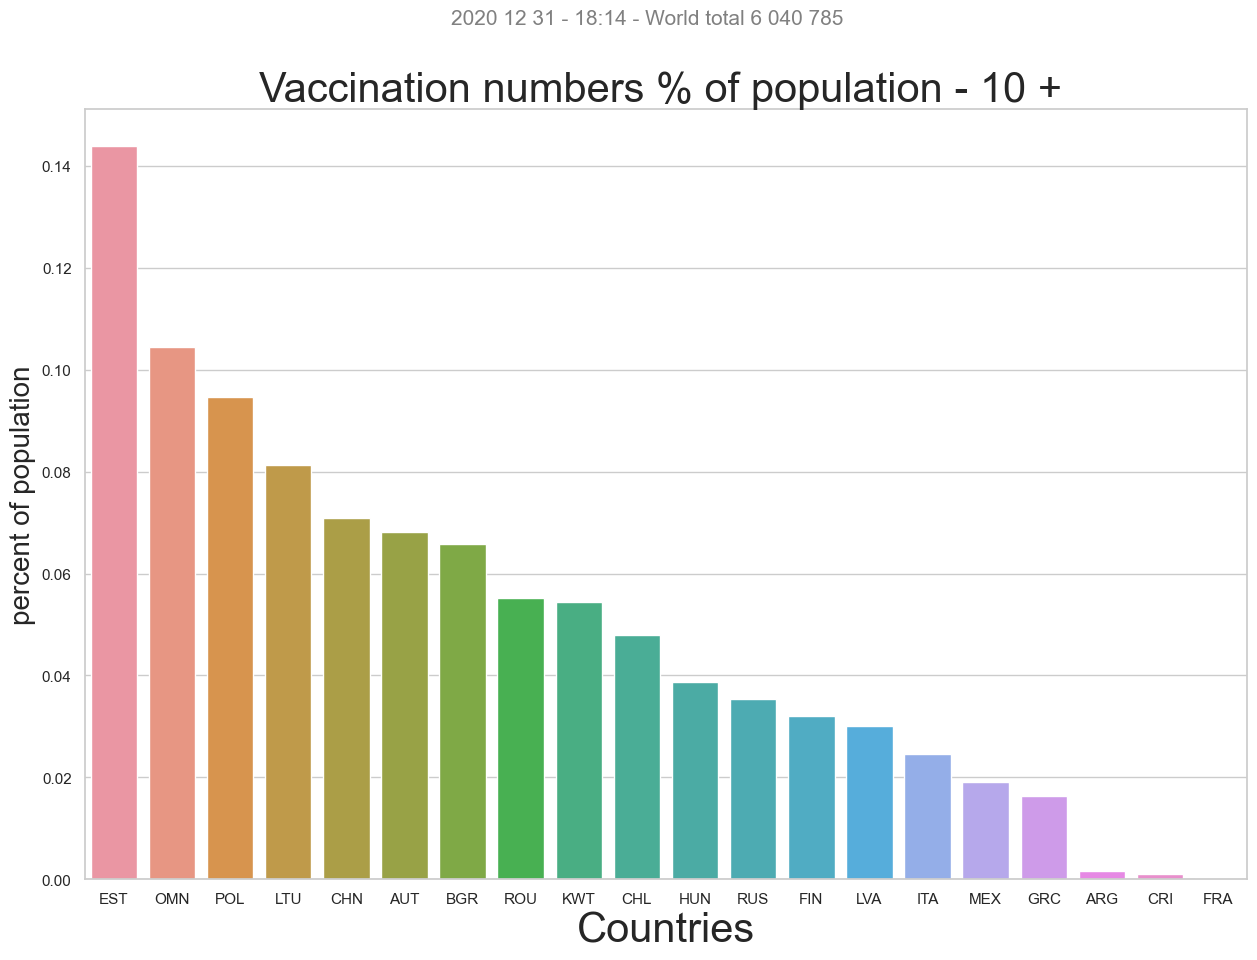 2020 12 31 - 18:14 - World total 6 040 785
Vaccination numbers % of population - 10 +
percent of population
0.14
0.12
0.10
0.08
0.06
0.04
0.02
0.00
EST OMN POL LTU CHN AUT BGR ROU KWT CHL HUN RUS FIN LVA ITA MEX GRC ARG CRI FRA
Countries